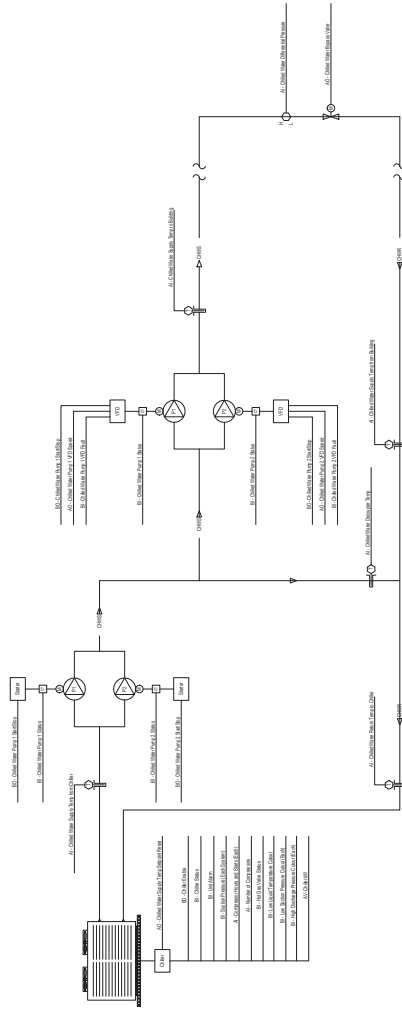 AI - Chilled Water Differential Pressure
AO - Chilled Water Bypass Valve
H
L
M
AI - Chilled Water Supply Temp to Building
T
CHWS
CHWR
BO - Chilled Water Pump 1 Start/Stop
AO - Chilled Water Pump 1 VFD Speed
BI - Chilled Water Pump 1 VFD Fault
VFD
BI - Chilled Water Pump 1 Status
CT
M
P1
P2
M
CT
BI - Chilled Water Pump 2 Status
VFD
BO - Chilled Water Pump 2 Start/Stop
AO - Chilled Water Pump 2 VFD Speed
BI - Chilled Water Pump 2 VFD Fault
AI - Chilled Water Supply Temp from Building
T
AI - Chilled Water Decoupler Temp
T
CHWS
CHWS
Starter
BO - Chilled Water Pump 1 Start/Stop
CT
BI - Chilled Water Pump 1 Status
M
P1
P2
M
CT
BI - Chilled Water Pump 2 Status
Starter
BO - Chilled Water Pump 2 Start/Stop
AI - Chilled Water Supply Temp from Chiller
T
AI - Chilled Water Return Temp to Chiller
T
CHWR
AO - Chilled Water Supply Temp Setpoint Reset
Chiller
BO - Chiller Enable
BI - Chiller Status
BI - Unit Alarm
BI - Suction Pressure (Each System)
AI - Compressor Hours and Starts (Each)
AI - Number of Compressors
BI - Hot Gas Valve Status
BI - Low Liquid Temperature Cutout
BI - Low Suction Pressure Cutout (Each)
BI - High Discharge Pressure Cutout (Each)
AV - Chiller kW